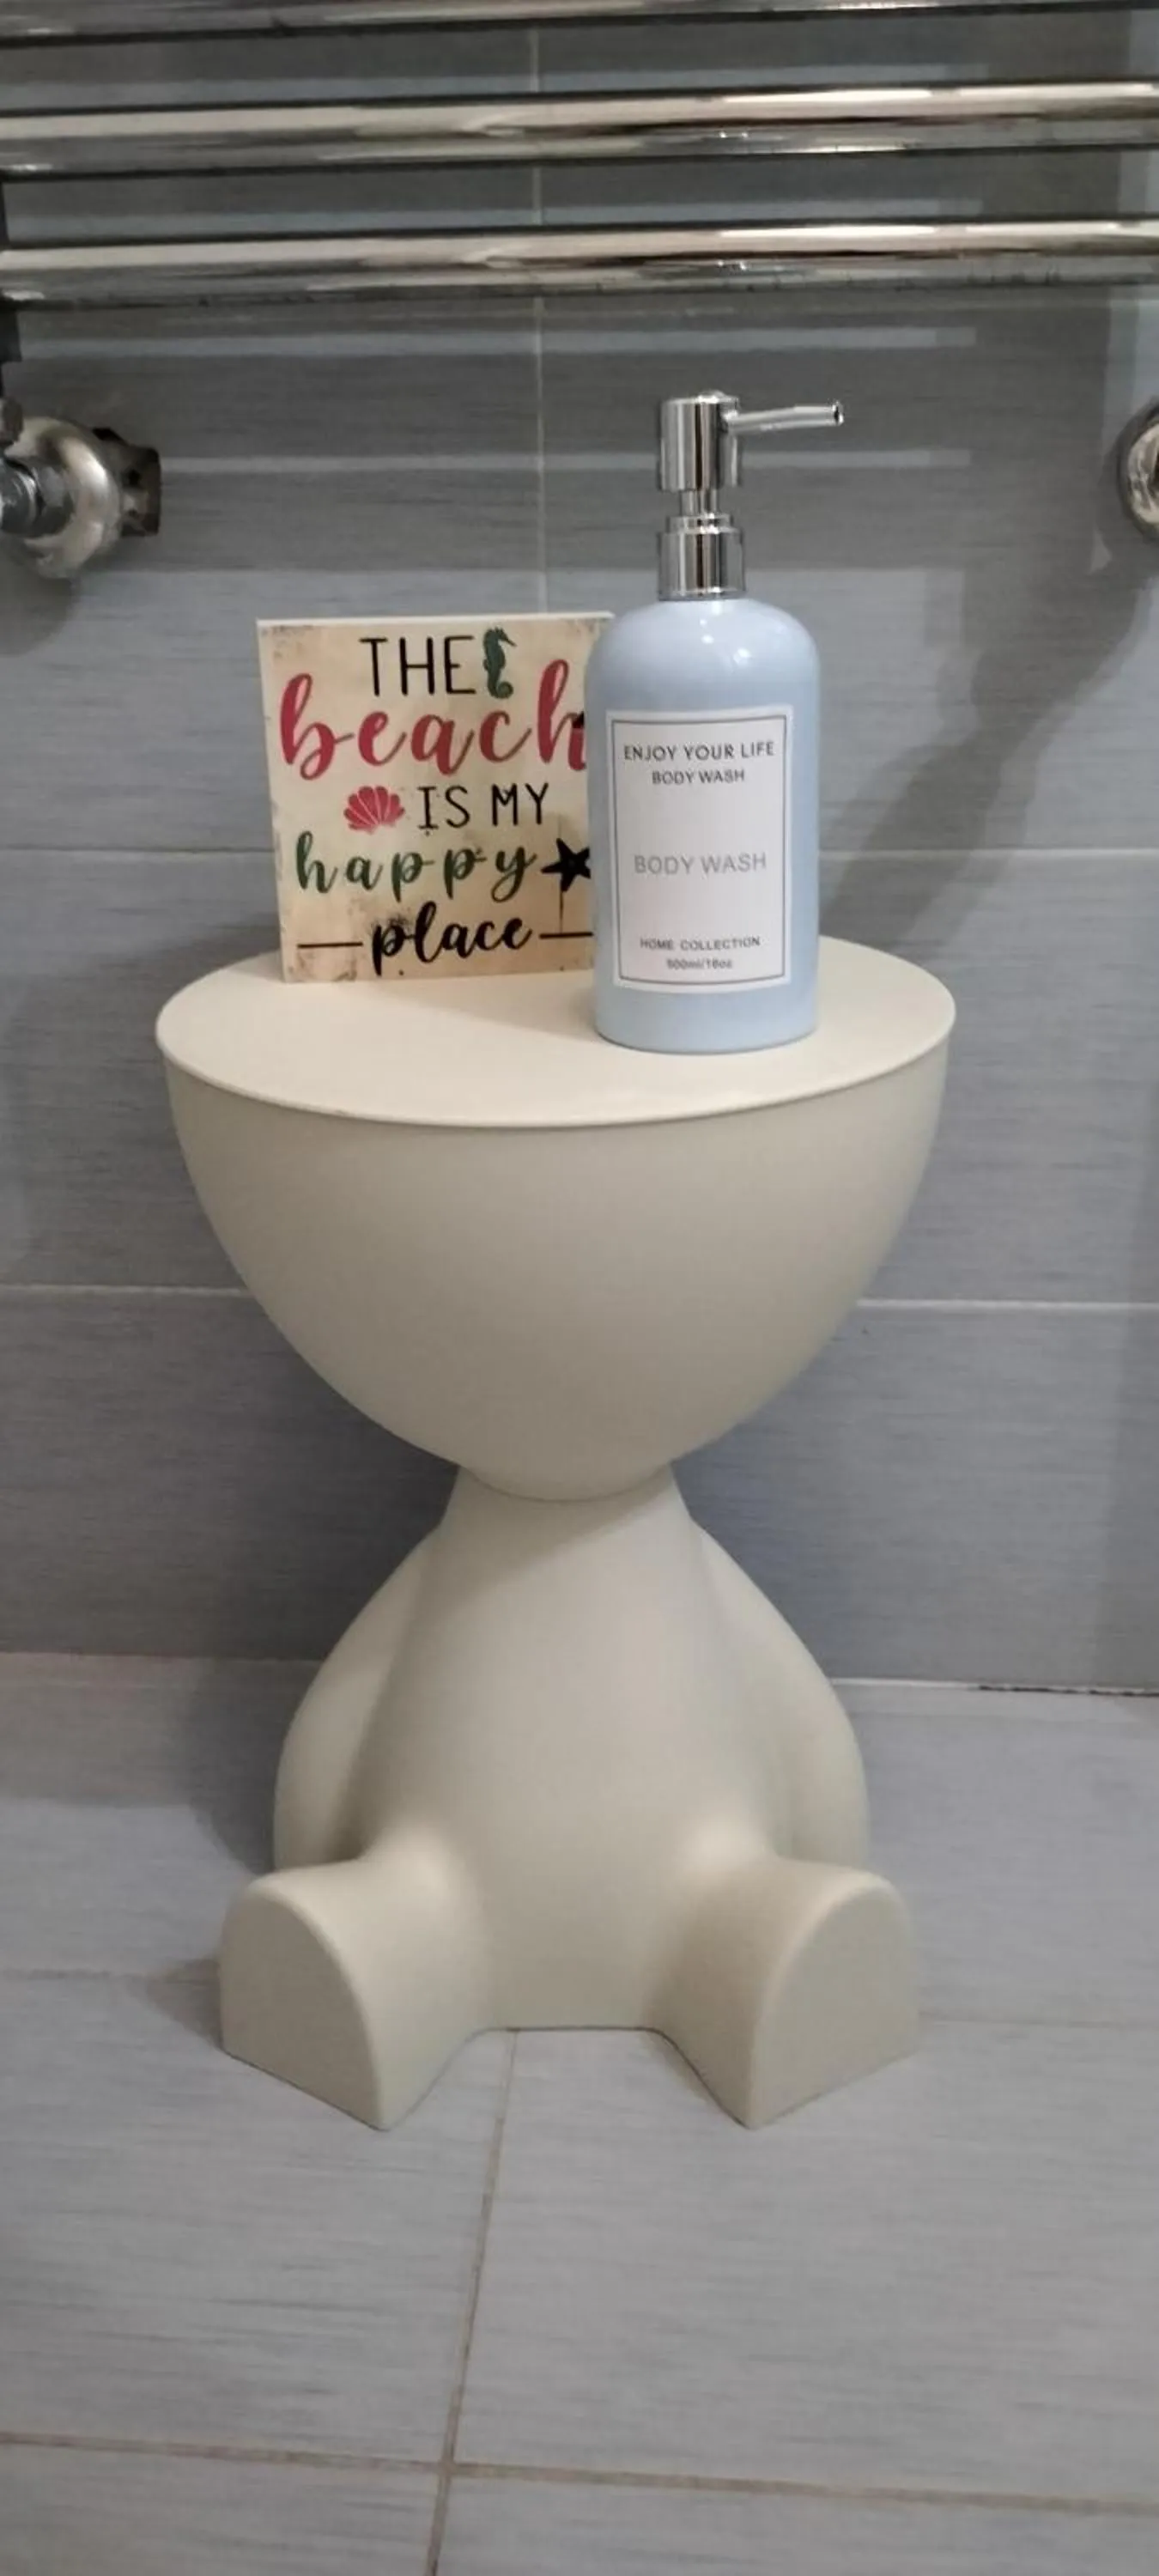 THE
beach
IS MY
happy
place
ENJOY YOUR LIFE
BODY WASH
BODY WASH
HOME COLLECTION
500ml/16oz